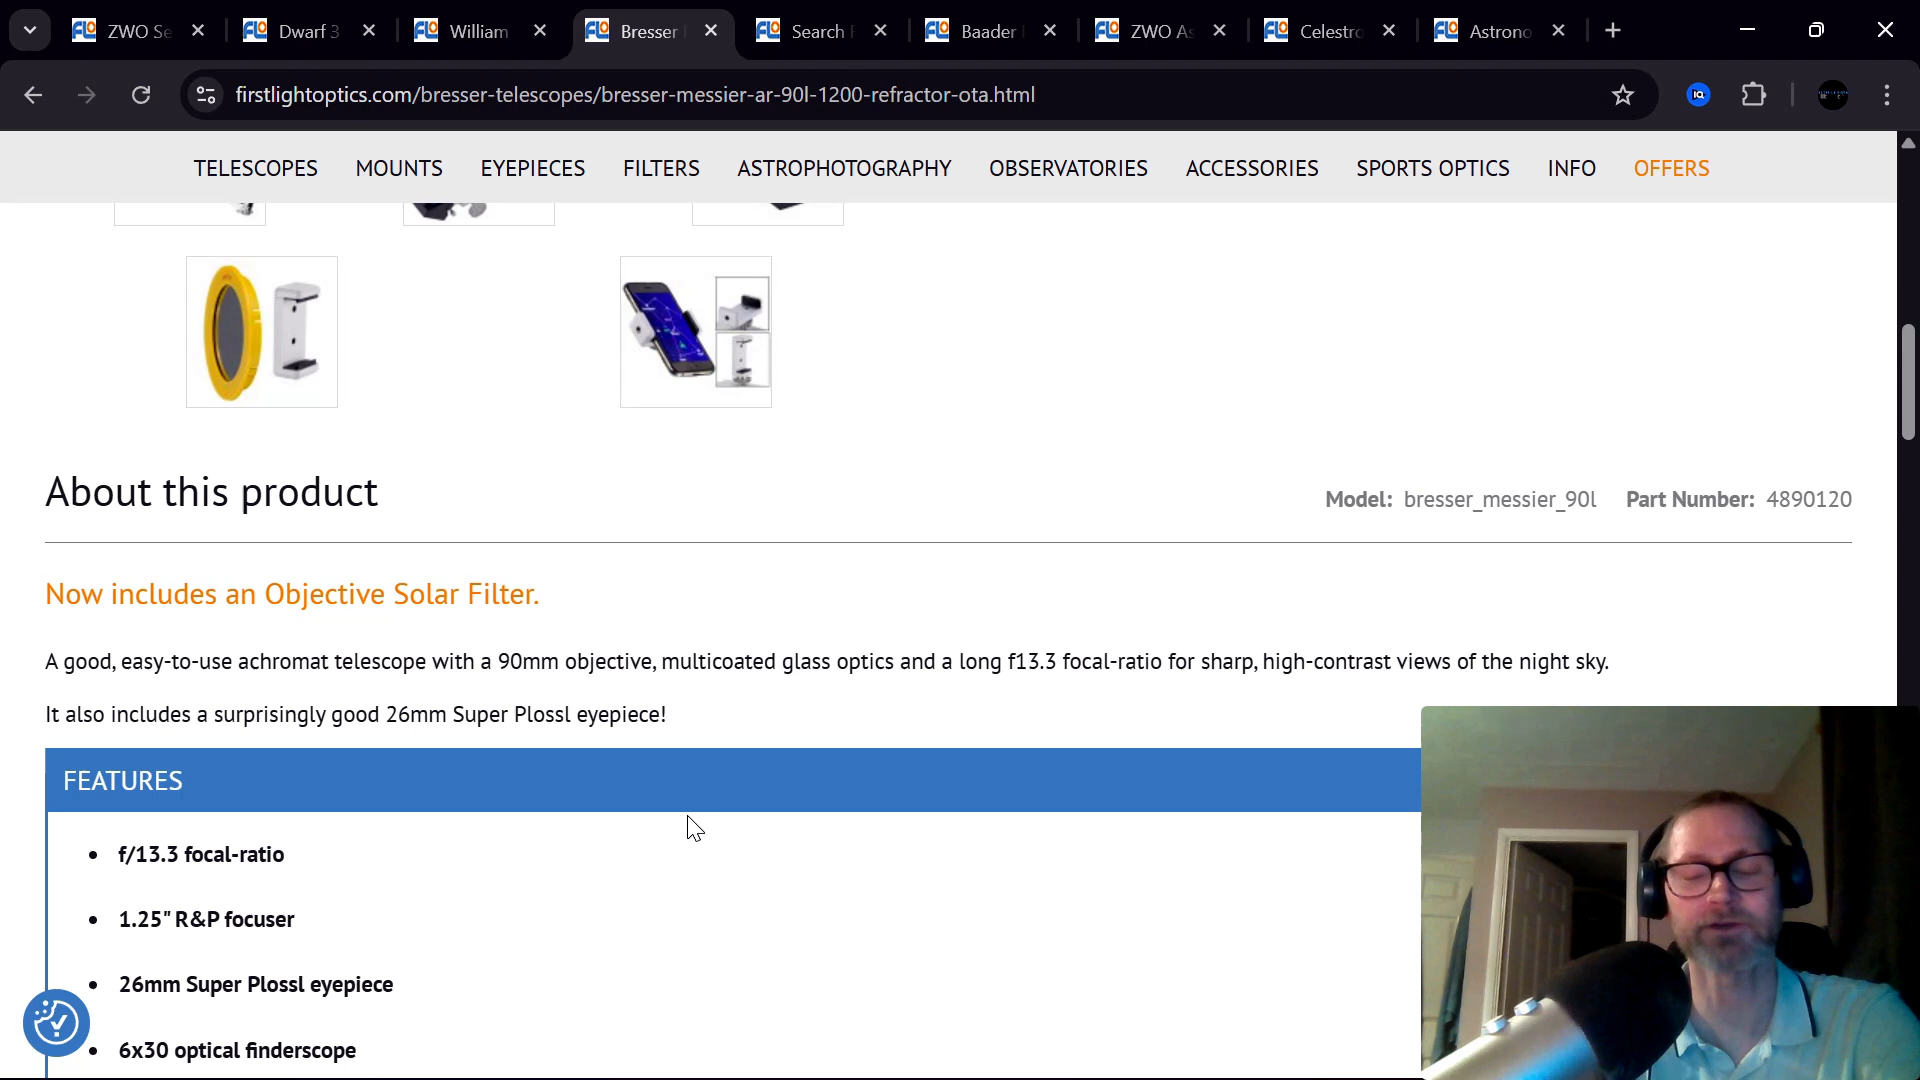 ZWO Se
Dwarf 3
William
Bresser
Search F
Baader
ZWO As
Celestro
Astrono
firstlightoptics.com/bresser-telescopes/bresser-messier-ar-90l-1200-refractor-ota.html
IQ
TELESCOPES MOUNTS EYEPIECES FILTERS ASTROPHOTOGRAPHY OBSERVATORIES ACCESSORIES SPORTS OPTICS INFO OFFERS
About this product
Model: bresser_messier_90l Part Number: 4890120
Now includes an Objective Solar Filter.
A good, easy-to-use achromat telescope with a 90mm objective, multicoated glass optics and a long f13.3 focal-ratio for sharp, high-contrast views of the night sky.
It also includes a surprisingly good 26mm Super Plossl eyepiece!
FEATURES
• f/13.3 focal-ratio
• 1.25" R&P focuser
• 26mm Super Plossl eyepiece
• 6x30 optical finderscope